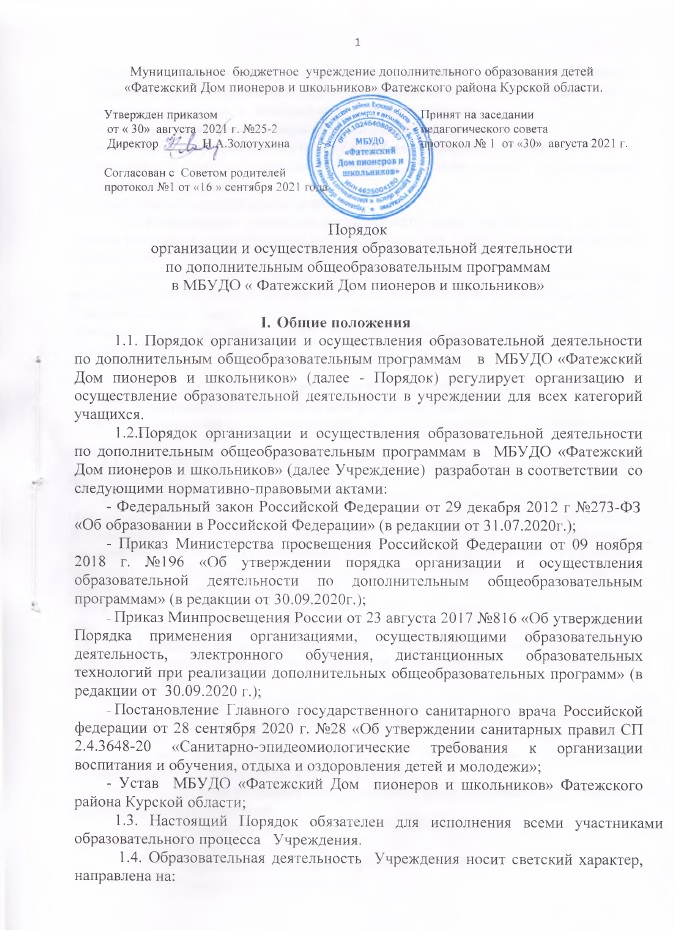 1
Муниципальное бюджетное учреждение дополнительного образования детей
«Фатежский Дом пионеров и школьников» Фатежского района Курской области.
Утвержден приказом
от « 30» августа 2021 г. №25-2
Директор Н.А.Золотухина
Согласован с Советом родителей
протокол №1 от «16 » сентября 2021 года
Принят на заседании
педагогического совета
протокол № 1 от «30» августа 2021 г.
МБУДО
«Фатежский
Дом пионеров и
школьников»
Порядок
организации и осуществления образовательной деятельности
по дополнительным общеобразовательным программам
в МБУДО « Фатежский Дом пионеров и школьников»
I. Общие положения
1.1. Порядок организации и осуществления образовательной деятельности
по дополнительным общеобразовательным программам в МБУДО «Фатежский
Дом пионеров и школьников» (далее - Порядок) регулирует организацию и
осуществление образовательной деятельности в учреждении для всех категорий
учащихся.
1.2.Порядок организации и осуществления образовательной деятельности
по дополнительным общеобразовательным программам в МБУДО «Фатежский
Дом пионеров и школьников» (далее Учреждение) разработан в соответствии со
следующими нормативно-правовыми актами:
- Федеральный закон Российской Федерации от 29 декабря 2012 г №273-ФЗ
«Об образовании в Российской Федерации» (в редакции от 31.07.2020г.);
- Приказ Министерства просвещения Российской Федерации от 09 ноября
2018 г. №196 «Об утверждении порядка организации и осуществления
образовательной деятельности по дополнительным общеобразовательным
программам» (в редакции от 30.09.2020г.);
- Приказ Минпросвещения России от 23 августа 2017 №816 «Об утверждении
Порядка применения организациями, осуществляющими образовательную
деятельность, электронного обучения, дистанционных образовательных
технологий при реализации дополнительных общеобразовательных программ» (в
редакции от 30.09.2020 г.);
- Постановление Главного государственного санитарного врача Российской
федерации от 28 сентября 2020 г. №28 «Об утверждении санитарных правил СП
2.4.3648-20 «Санитарно-эпидеомиологические требования к организации
воспитания и обучения, отдыха и оздоровления детей и молодежи»;
- Устав МБУДО «Фатежский Дом пионеров и школьников» Фатежского
района Курской области;
1.3. Настоящий Порядок обязателен для исполнения всеми участниками
образовательного процесса Учреждения.
1.4. Образовательная деятельность Учреждения носит светский характер,
направлена на: